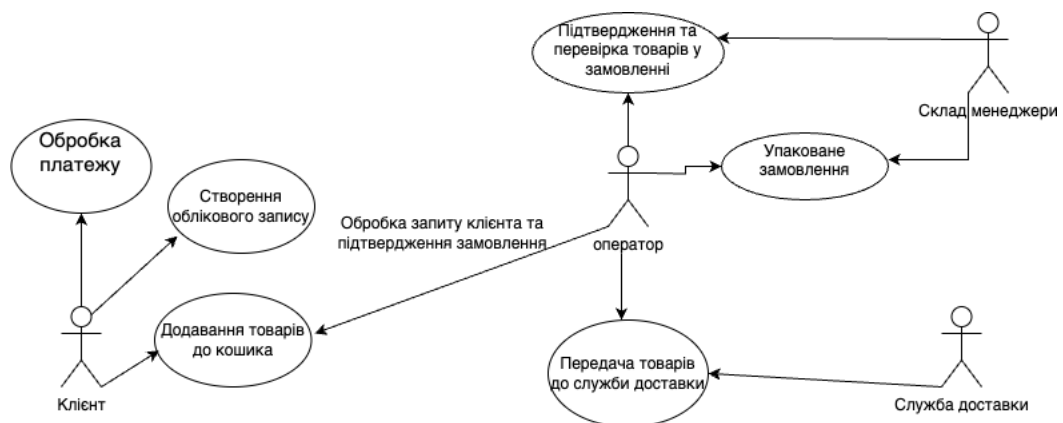 Підтвердження та
перевірка товарів у
замовленні
Склад менеджери
Обробка
платежу
Упаковане
замовлення
Створення
облікового запису
Обробка запиту клієнта та
підтвердження замовлення
оператор
Додавання товарів
до кошика
Передача товарів
до служби доставки
Клієнт
Служба доставки